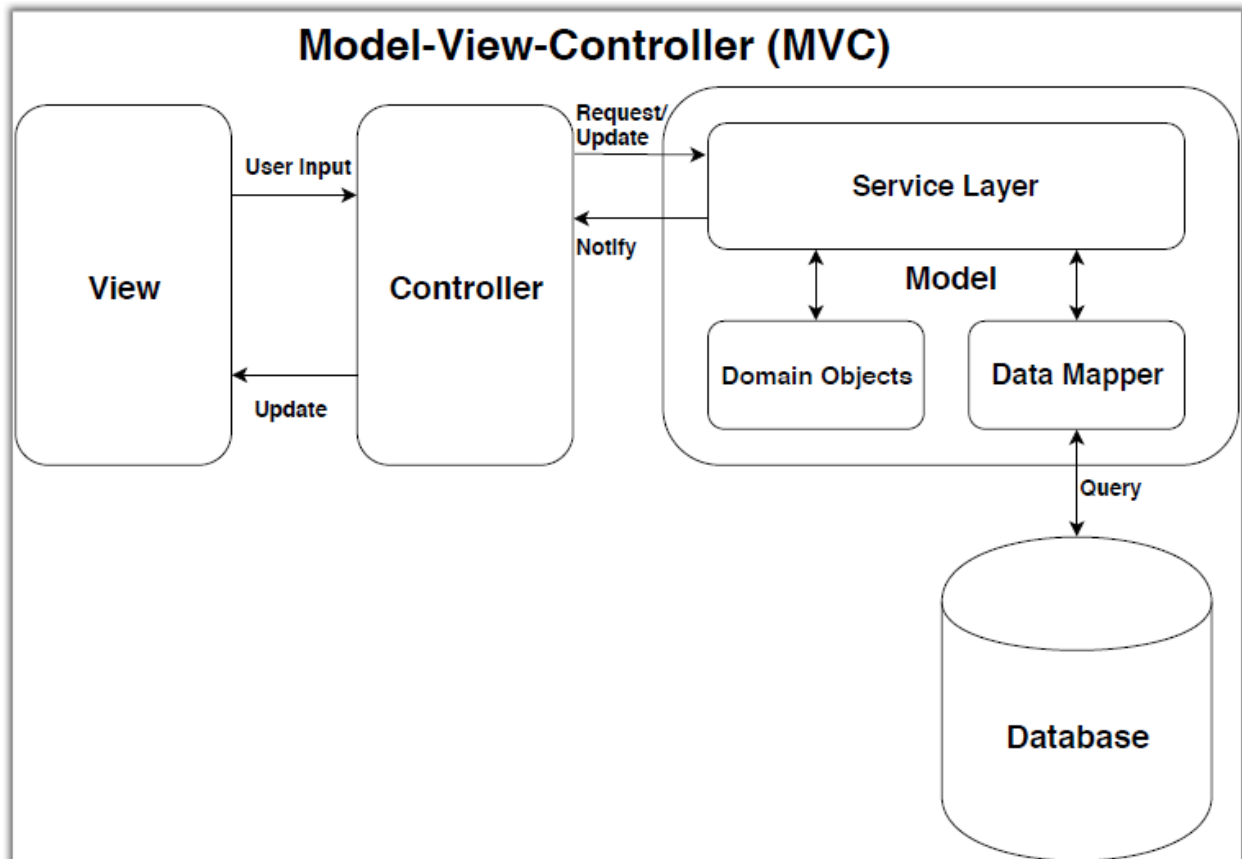 Model-View-Controller (MVC)
View
User Input
Update
Controller
Request/
Update
Notify
Service Layer
Model
Domain Objects
Data Mapper
Query
Database